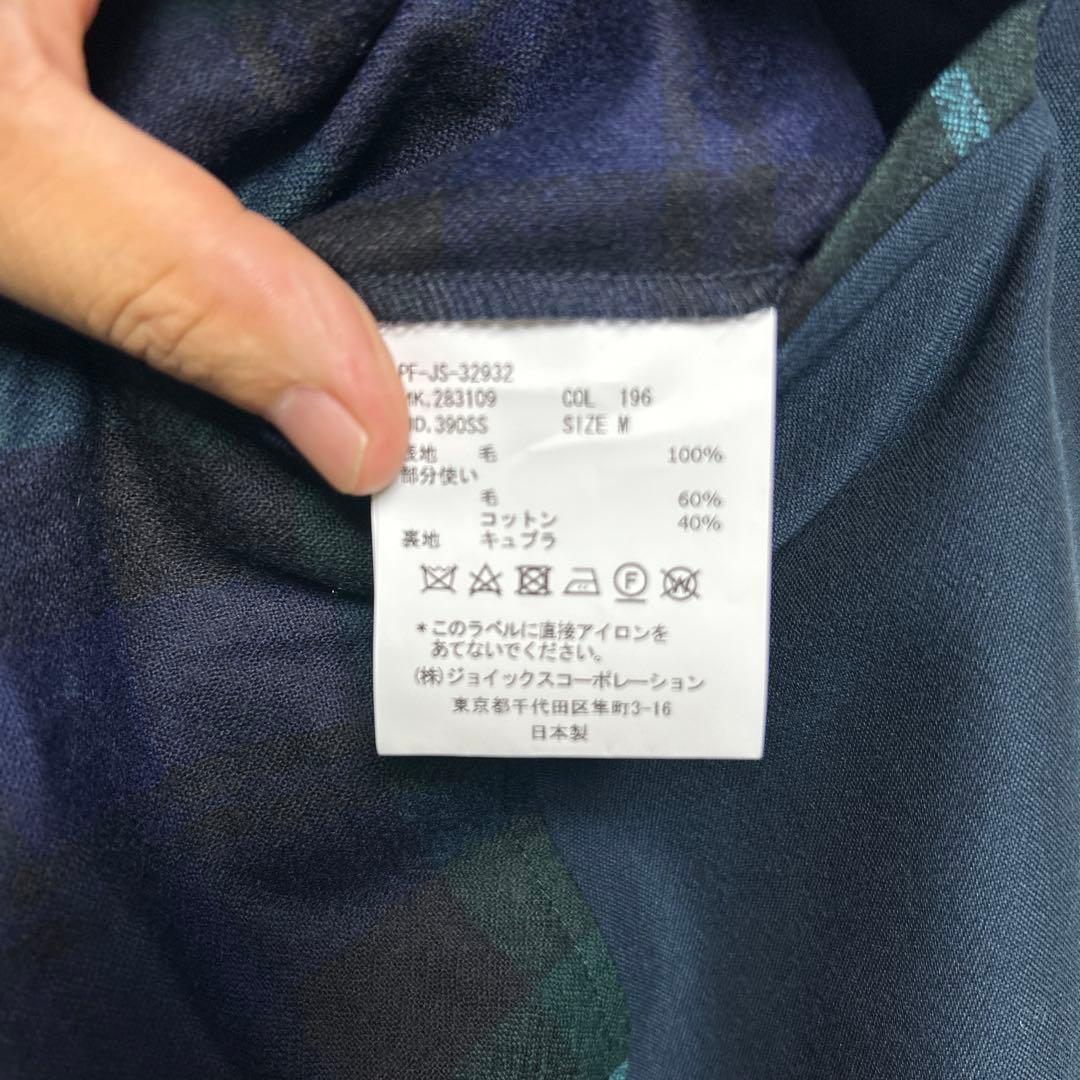 PF-JS-32932
MK.283109 COL 196
390SS SIZE M
表地 毛 100%
部分使い
毛 60%
コットン 40%
裏地 キュプラ
F W
*このラベルに直接アイロンを
あてないでください。
(株)ジョイックスコーポレーション
東京都千代田区隼町3-16
日本製